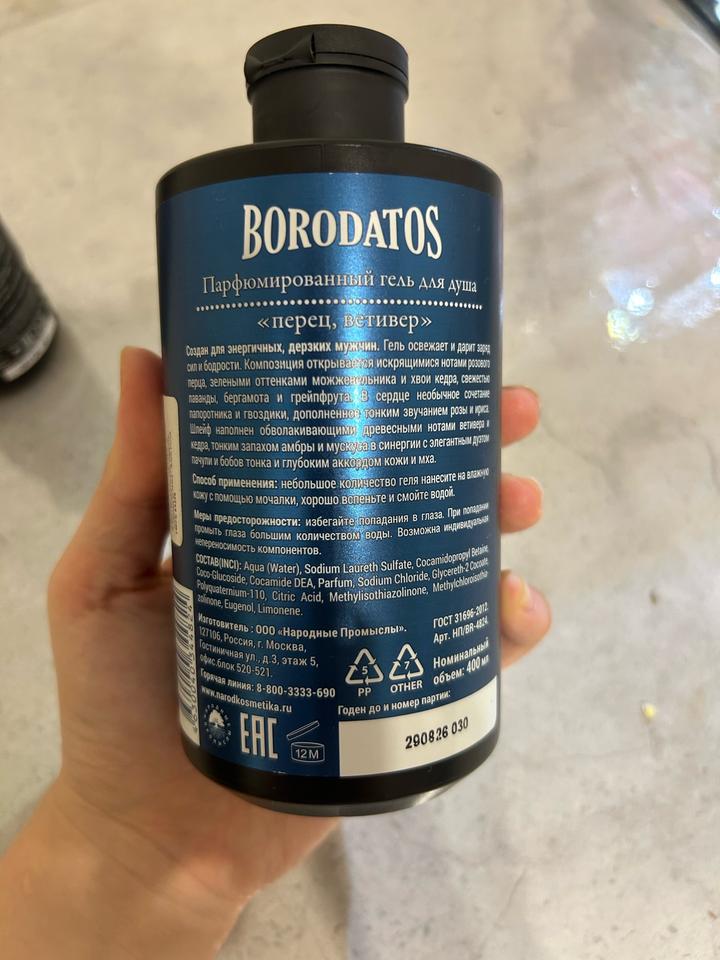 BORODATOS
Парфюмированный гель для душа
«перец, ветивер»
Создан для энергичных, дерзких мужчин. Гель освежает и дарит заряд
сил и бодрости. Композиция открывается искрящимися нотами розового
перца, зелеными оттенками можжевельника и хвои кедра, свежестью
лаванды, бергамота и грейпфрута. В сердце необычное сочетание
папоротника и гвоздики, дополненное тонким звучанием розы и ириса.
Шлейф наполнен обволакивающими, древесными нотами ветивера и
кедра, тонким запахом амбры и мускуса в синергии с элегантным дуэтом
пачули и бобов тонка и глубоким аккордом кожи и мха.
Способ применения: небольшое количество геля нанесите на влажную
кожу с помощью мочалки, хорошо вспеньте и смойте водой.
Меры предосторожности: избегайте попадания в глаза. При попадании
промыть глаза большим количеством воды. Возможна индивидуальная
непереносимость компонентов.
СОСТАВ(INCI): Aqua (Water), Sodium Laureth Sulfate, Cocamidopropyl Betaine,
Coco-Glucoside, Cocamide DEA, Parfum, Sodium Chloride, Glycereth-2 Cocoate,
Polyquaternium-110, Citric Acid, Methylisothiazolinone, Methylchloroisothia-
zolinone, Eugenol, Limonene.
Изготовитель: ООО «Народные Промыслы».
127106, Россия, г. Москва,
Гостиничная ул., д.3, этаж 5,
офис.блок 520-521.
Горячая линия: 8-800-3333-690
www.narodkosmetika.ru
ГОСТ 31696-2012.
Арт. НП/BR-4834.
5
PP
7
OTHER
Номинальный
объем: 400 мл
EAC
12 M
Годен до и номер партии:
290826 030